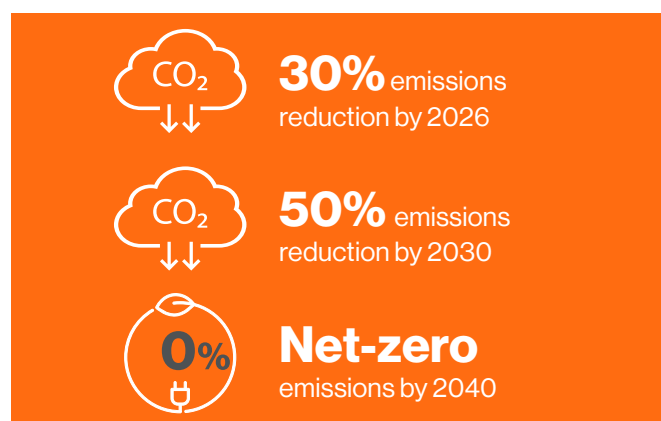 CO₂
30% emissions
reduction by 2026
CO₂
50% emissions
reduction by 2030
0%
Net-zero
emissions by 2040